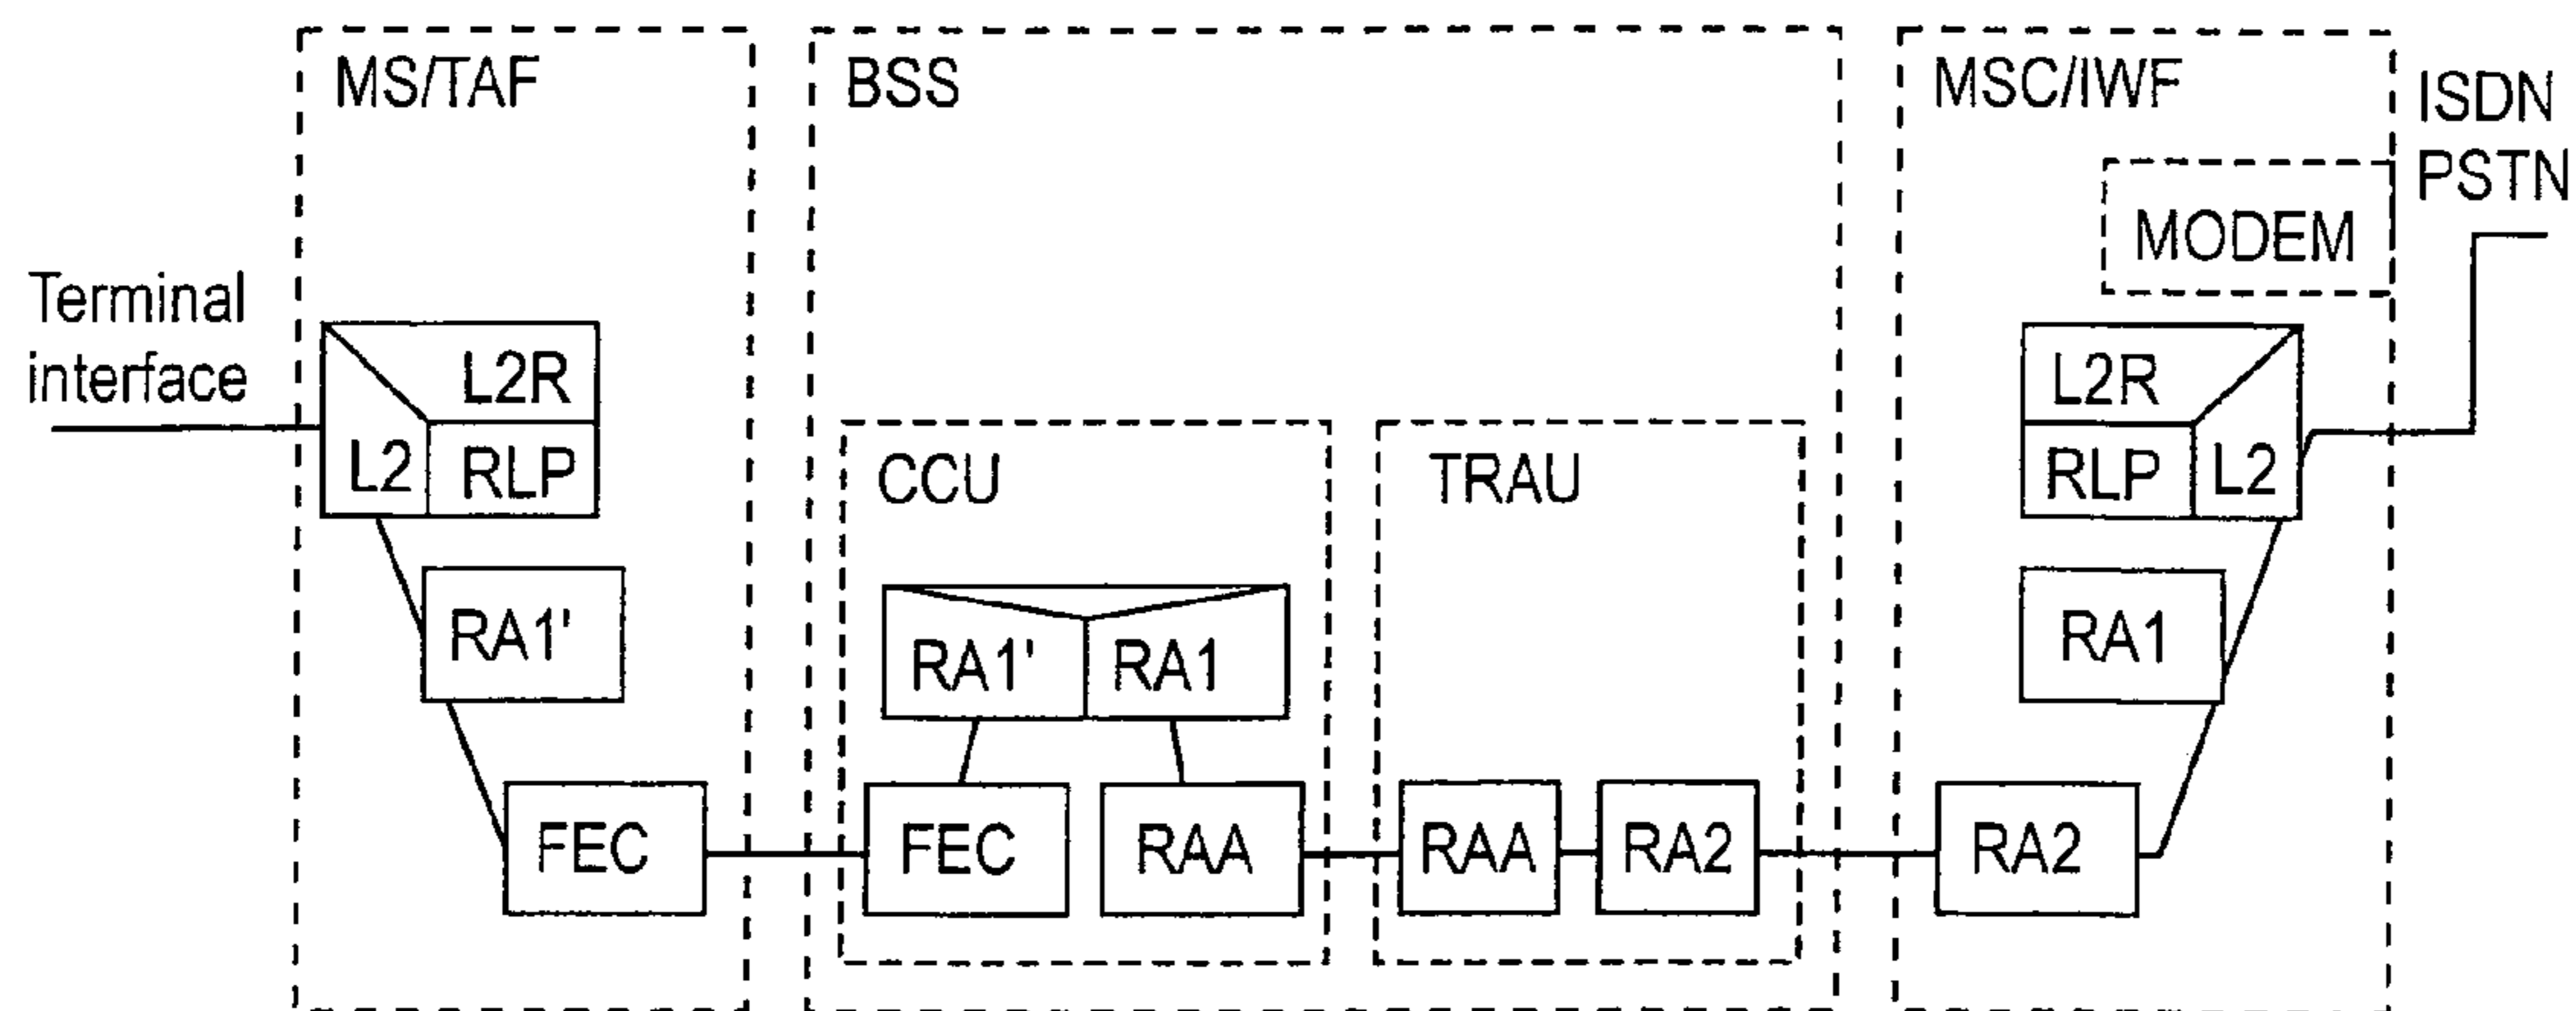 MS/TAF
BSS
MSC/IWF
ISDN
PSTN
MODEM
Terminal
interface
L2R
L2
RLP
L2R
RLP
L2
CCU
TRAU
RA1'
RA1'
RA1
RA1
FEC
FEC
RAA
RAA
RA2
RA2